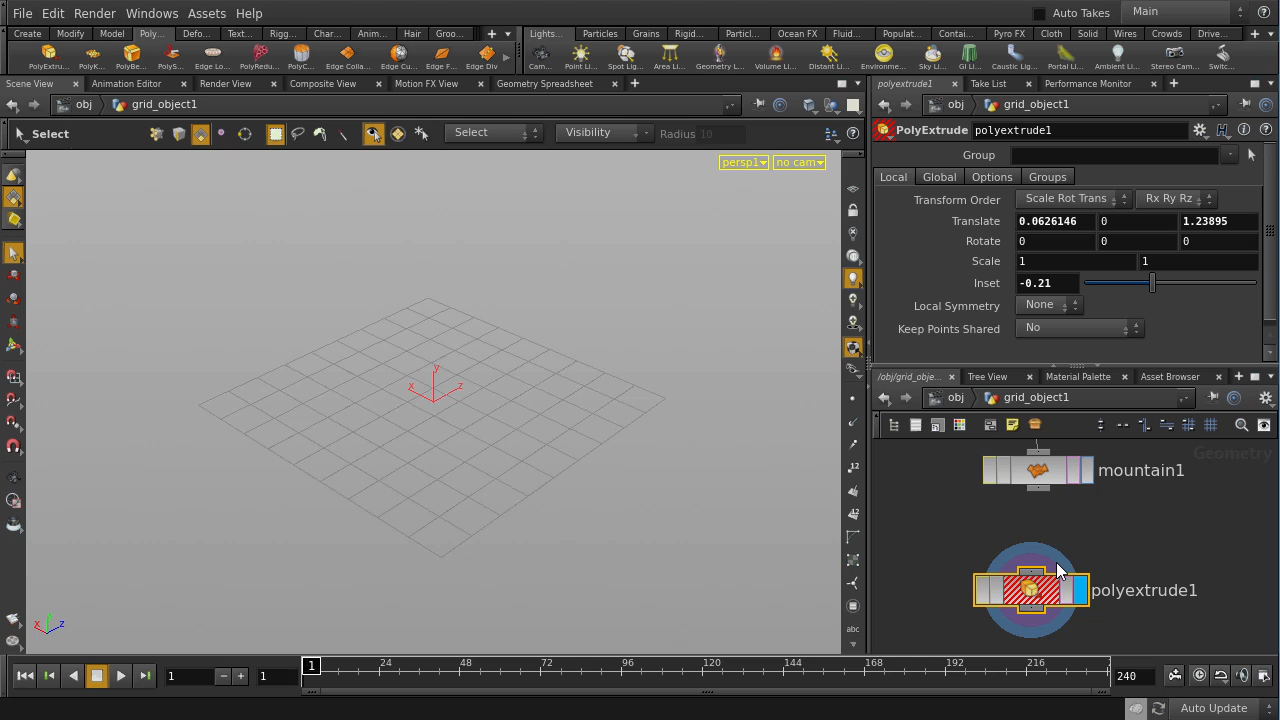 File Edit Render Windows Assets Help Auto Takes Main
Create Modify Model Poly... Defo... Text... Rigg... Char... Anim... Hair Groo... Lights... Particles Grains Rigid... Particl... Ocean FX Fluid... Populat... Contai... Pyro FX Cloth Solid Wires Crowds Drive...
PolyExtru... PolyK... PolyBe... PolyS... Edge Lo... PolyRedu... PolyC... Edge Colla... Edge Cu... Edge F... Edge Div Cam... Point Li... Spot Lig... Area Li... Geometry L... Volume Li... Distant Li... Environme... Sky Li... GI Li... Caustic Lig... Portal Li... Ambient Li... Stereo Cam...
Scene View Animation Editor Render View Composite View Motion FX View Geometry Spreadsheet polyextrude1 Take List Performance Monitor
obj grid_object1 obj grid_object1
Select Select Visibility Radius 10 PolyExtrude polyextrude1
Group
persp1 no cam
Local Global Options Groups
Transform Order Scale Rot Trans Rx Ry Rz
Translate 0.0626146 0 1.23895
Rotate 0 0 0
Scale 1 1
Inset -0.21
Local Symmetry None
Keep Points Shared No
/obj/grid_obje... Tree View Material Palette Asset Browser
obj grid_object1
y
x z
Geometry
mountain1
12
12
polyextrude1
x y z
abc
1 1 1 24 48 72 96 120 144 168 192 216 240
Auto Update